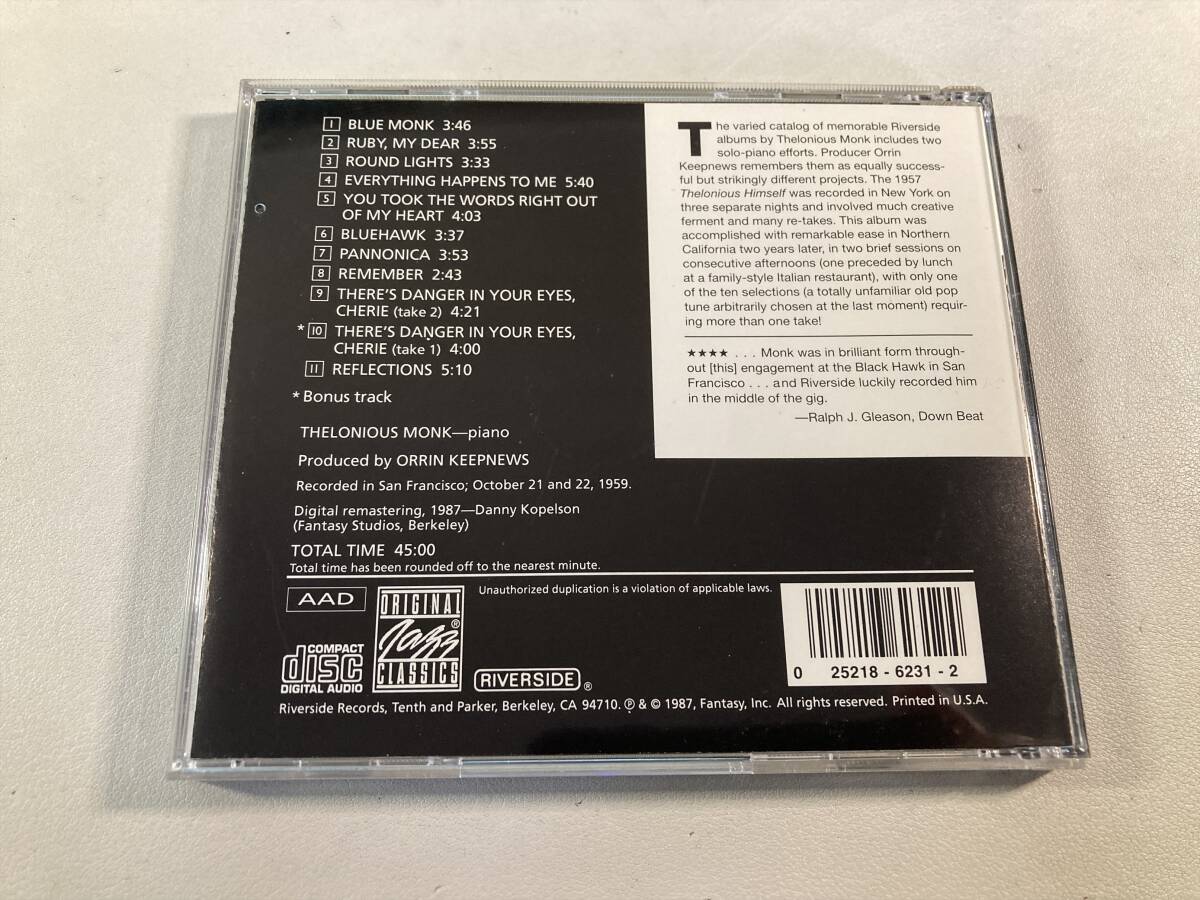 1 BLUE MONK 3:46
2 RUBY, MY DEAR 3:55
3 ROUND LIGHTS 3:33
4 EVERYTHING HAPPENS TO ME 5:40
5 YOU TOOK THE WORDS RIGHT OUT
OF MY HEART 4:03
6 BLUEHAWK 3:37
7 PANNONICA 3:53
8 REMEMBER 2:43
9 THERE'S DANGER IN YOUR EYES,
CHERIE (take 2) 4:21
* 10 THERE'S DANGER IN YOUR EYES,
CHERIE (take 1) 4:00
11 REFLECTIONS 5:10
* Bonus track
THELONIOUS MONK—piano
Produced by ORRIN KEEPNEWS
Recorded in San Francisco; October 21 and 22, 1959.
Digital remastering, 1987—Danny Kopelson
(Fantasy Studios, Berkeley)
TOTAL TIME 45:00
Total time has been rounded off to the nearest minute.
The varied catalog of memorable Riverside
albums by Thelonious Monk includes two
solo-piano efforts. Producer Orrin
Keepnews remembers them as equally success-
ful but strikingly different projects. The 1957
Thelonious Himself was recorded in New York on
three separate nights and involved much creative
ferment and many re-takes. This album was
accomplished with remarkable ease in Northern
California two years later, in two brief sessions on
consecutive afternoons (one preceded by lunch
at a family-style Italian restaurant), with only one
of the ten selections (a totally unfamiliar old pop
tune arbitrarily chosen at the last moment) requir-
ing more than one take!
★★★★ . . . Monk was in brilliant form through-
out [this] engagement at the Black Hawk in San
Francisco . . . and Riverside luckily recorded him
in the middle of the gig.
—Ralph J. Gleason, Down Beat
AAD
COMPACT
disc
DIGITAL AUDIO
ORIGINAL
Jazz ®
CLASSICS
RIVERSIDE ®
Unauthorized duplication is a violation of applicable laws.
0 25218 - 6231 - 2
Riverside Records, Tenth and Parker, Berkeley, CA 94710. ℗ & © 1987, Fantasy, Inc. All rights reserved. Printed in U.S.A.